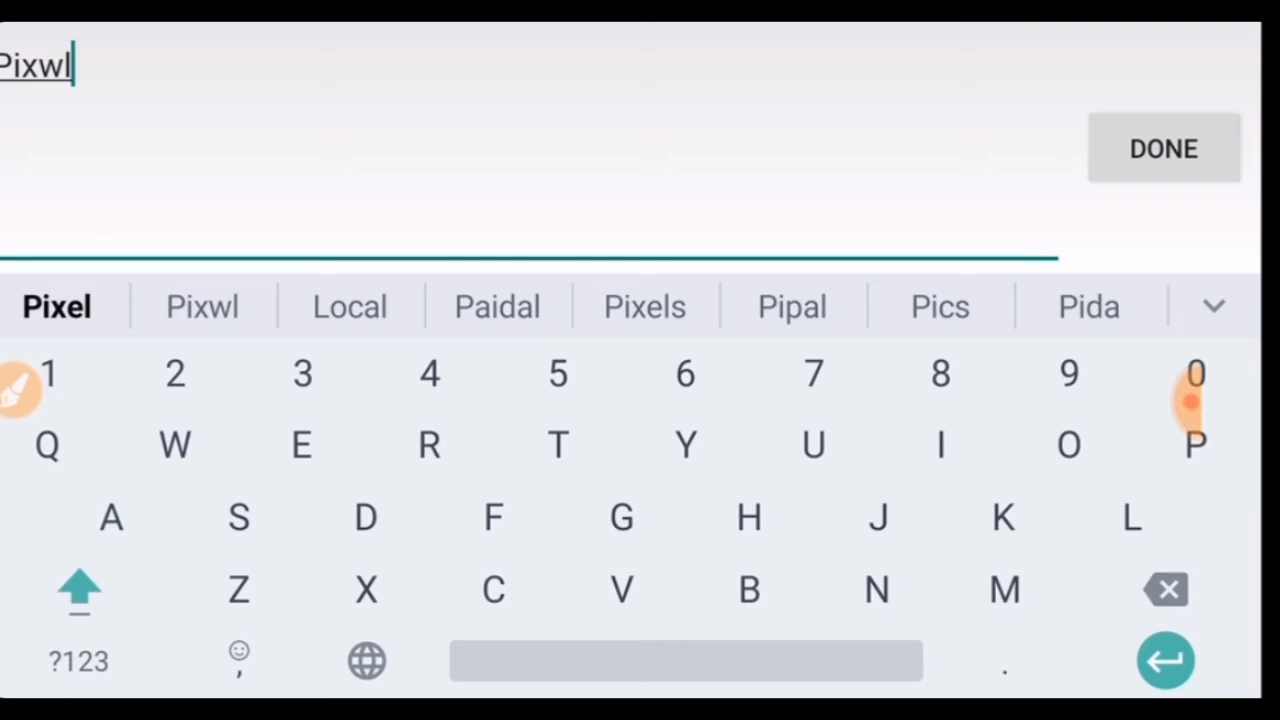 Pixwl
DONE
Pixel Pixwl Local Paidal Pixels Pipal Pics Pida
1 2 3 4 5 6 7 8 9 0
Q W E R T Y U I O P
A S D F G H J K L
Z X C V B N M
?123 , .